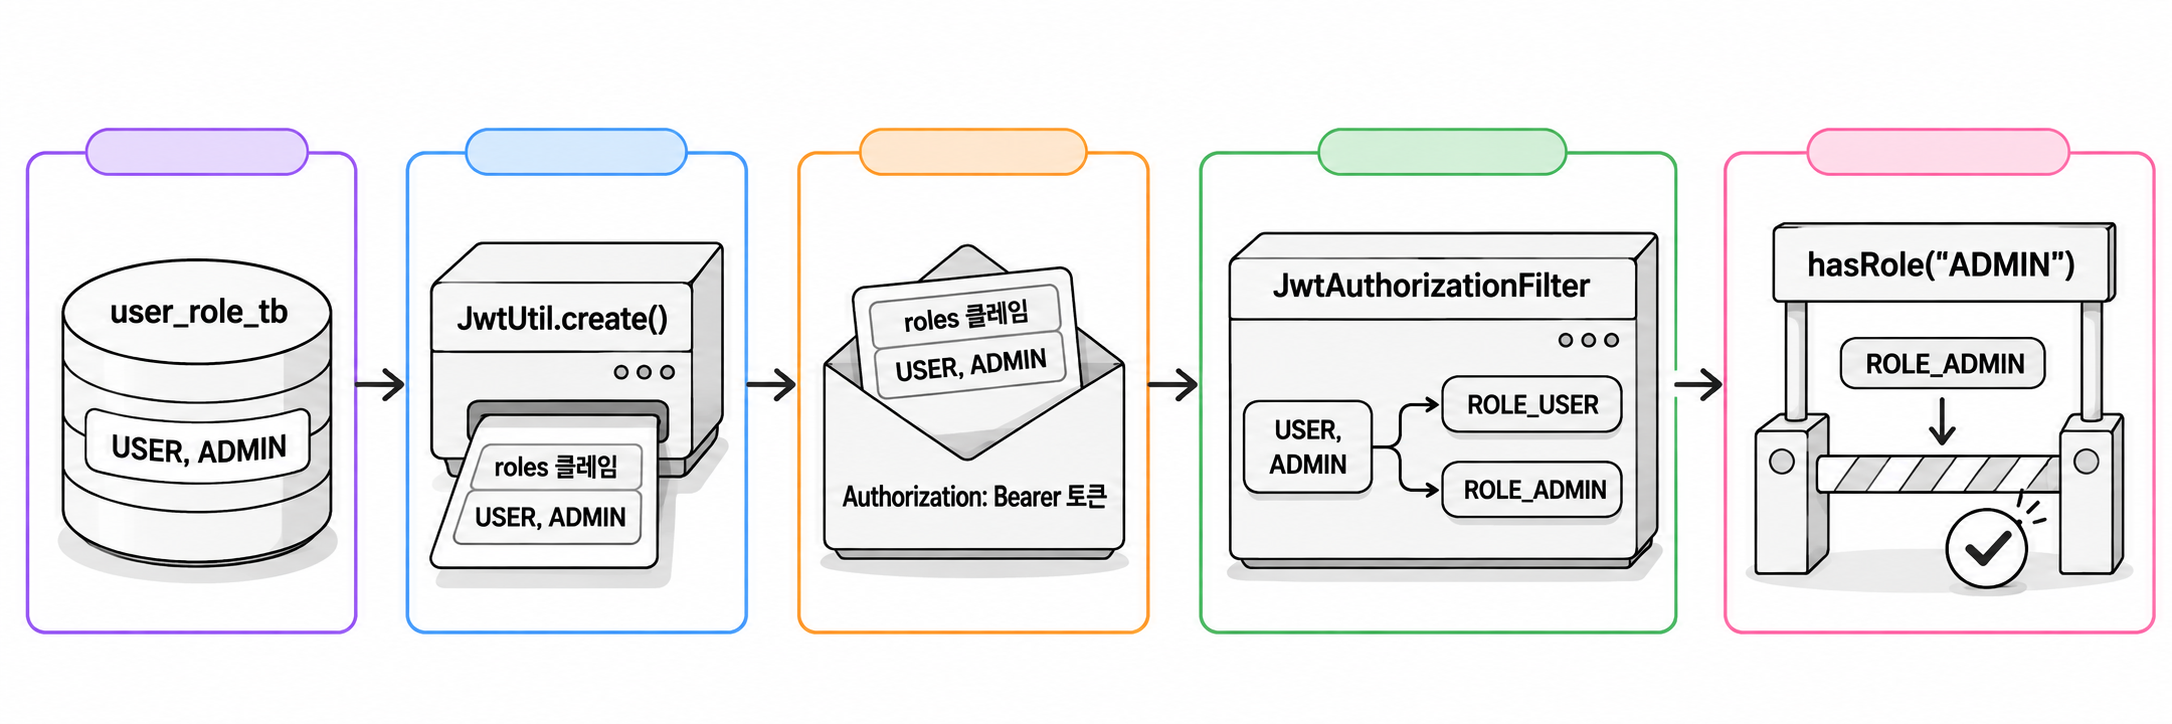 user_role_tb
USER, ADMIN
JwtUtil.create()
roles 클레임
USER, ADMIN
roles 클레임
USER, ADMIN
Authorization: Bearer 토큰
JwtAuthorizationFilter
USER,
ADMIN
ROLE_USER
ROLE_ADMIN
hasRole("ADMIN")
ROLE_ADMIN